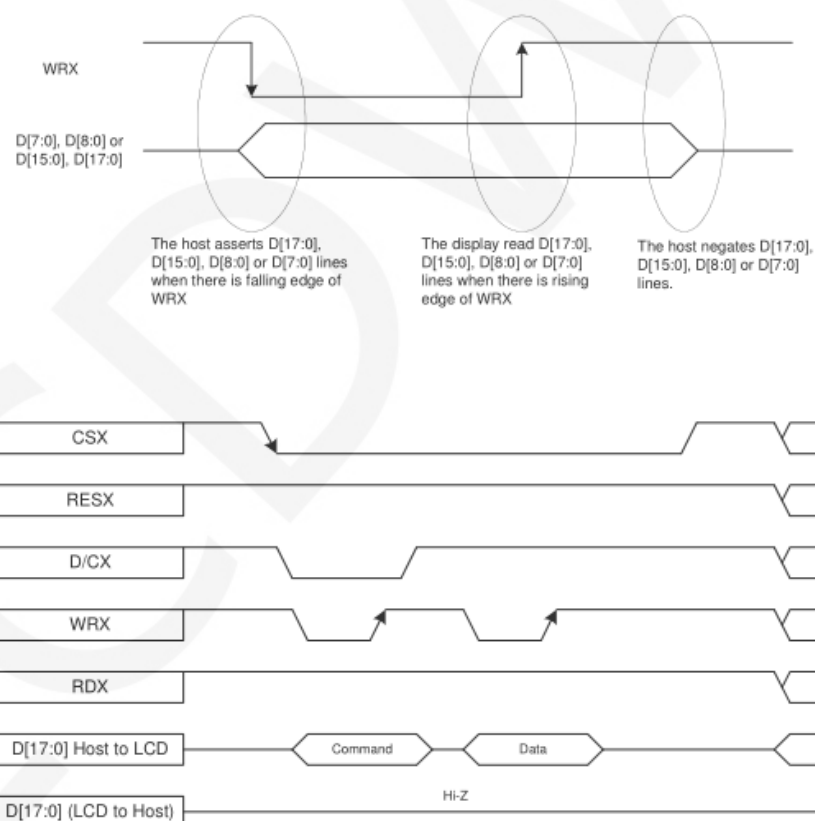 WRX
D[7:0], D[8:0] or
D[15:0], D[17:0]
The host asserts D[17:0],
D[15:0], D[8:0] or D[7:0] lines
when there is falling edge of
WRX
The display read D[17:0],
D[15:0], D[8:0] or D[7:0]
lines when there is rising
edge of WRX
The host negates D[17:0],
D[15:0], D[8:0] or D[7:0]
lines.
CSX
RESX
D/CX
WRX
RDX
D[17:0] Host to LCD
Command
Data
D[17:0] (LCD to Host)
Hi-Z